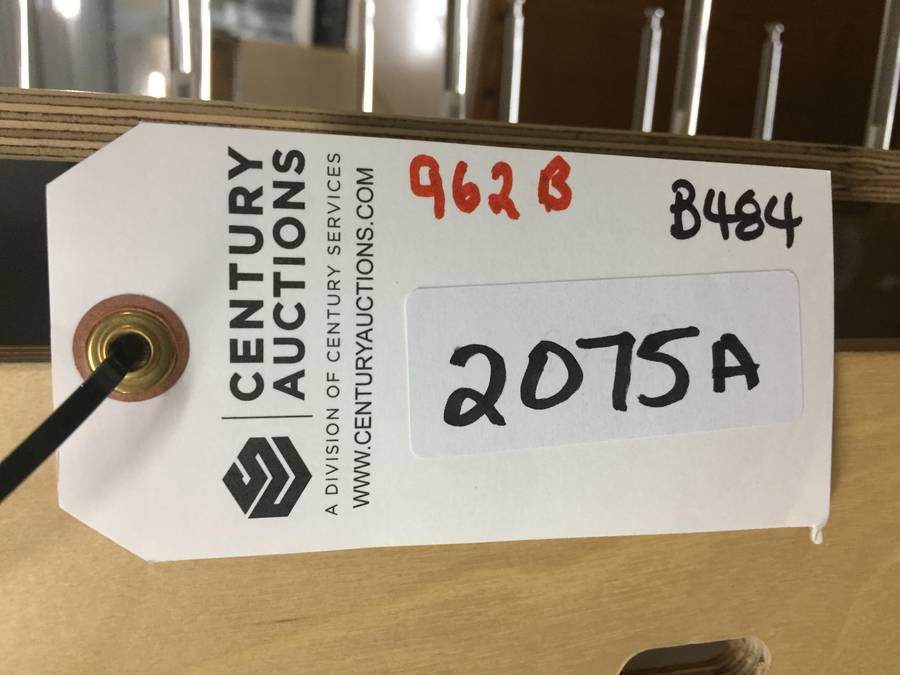 CENTURY
AUCTIONS
A DIVISION OF CENTURY SERVICES
WWW.CENTURYAUCTIONS.COM
962 B
B484
2075A